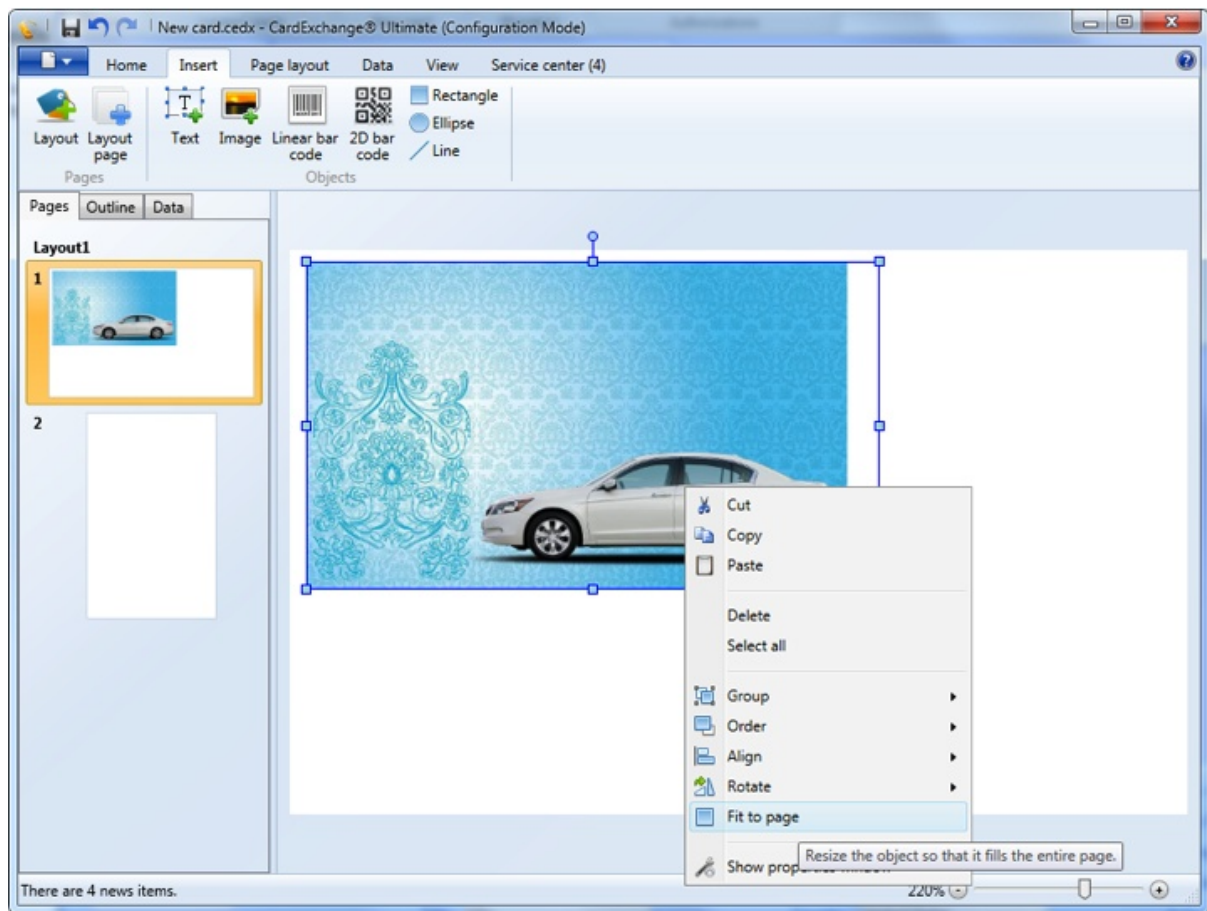 New card.cedx - CardExchange® Ultimate (Configuration Mode)
Home Insert Page layout Data View Service center (4)
Layout Layout page
Text Image Linear bar code 2D bar code
Rectangle
Ellipse
Line
Pages Objects
Pages Outline Data
Layout1
1
2
Cut
Copy
Paste
Delete
Select all
Group
Order
Align
Rotate
Fit to page
Resize the object so that it fills the entire page.
Show
There are 4 news items.
220%